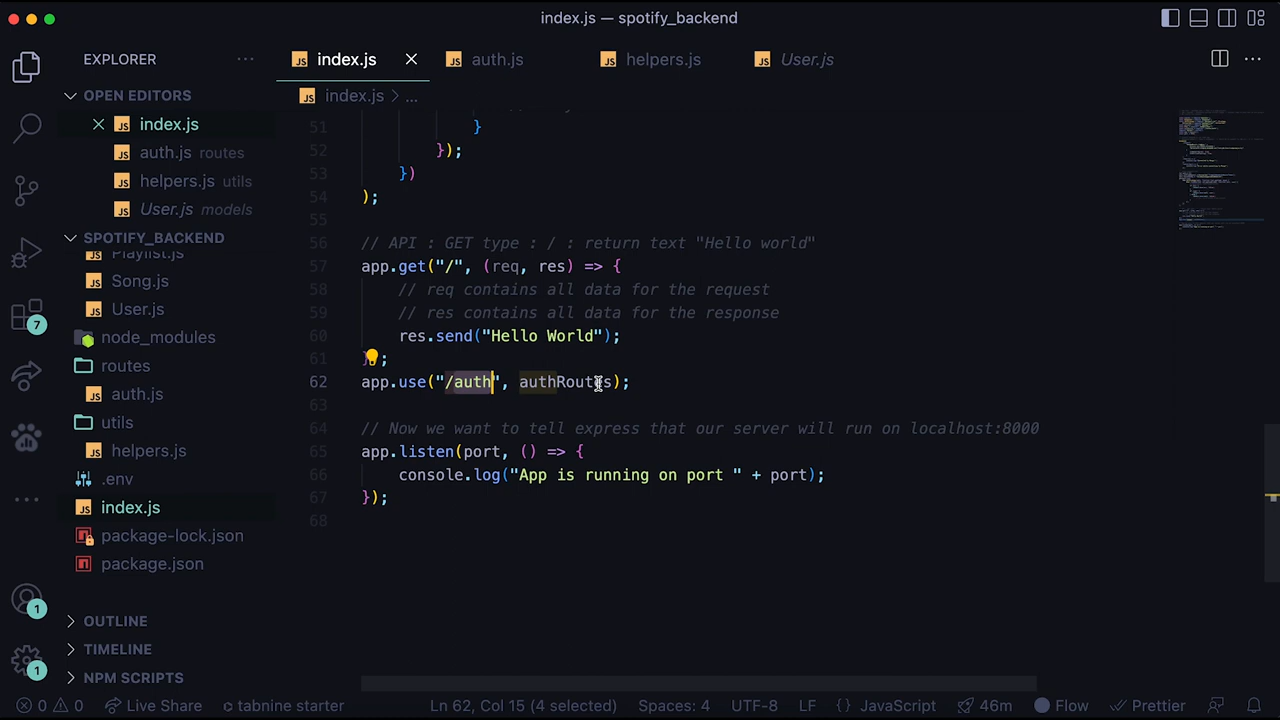 index.js — spotify_backend
EXPLORER
index.js
auth.js
helpers.js
User.js
OPEN EDITORS
index.js
auth.js routes
helpers.js utils
User.js models
SPOTIFY_BACKEND
Playlist.js
Song.js
User.js
node_modules
routes
auth.js
utils
helpers.js
.env
index.js
package-lock.json
package.json
OUTLINE
TIMELINE
NPM SCRIPTS
7
1
1
index.js > ...
51 }
52 });
53 })
54 );
55
56 // API : GET type : / : return text "Hello world"
57 app.get("/", (req, res) => {
58 // req contains all data for the request
59 // res contains all data for the response
60 res.send("Hello World");
61 ;
62 app.use("/auth", authRoutes);
63
64 // Now we want to tell express that our server will run on localhost:8000
65 app.listen(port, () => {
66 console.log("App is running on port " + port);
67 });
68
0 0 Live Share tabnine starter Ln 62, Col 15 (4 selected) Spaces: 4 UTF-8 LF {} JavaScript 46m Flow Prettier